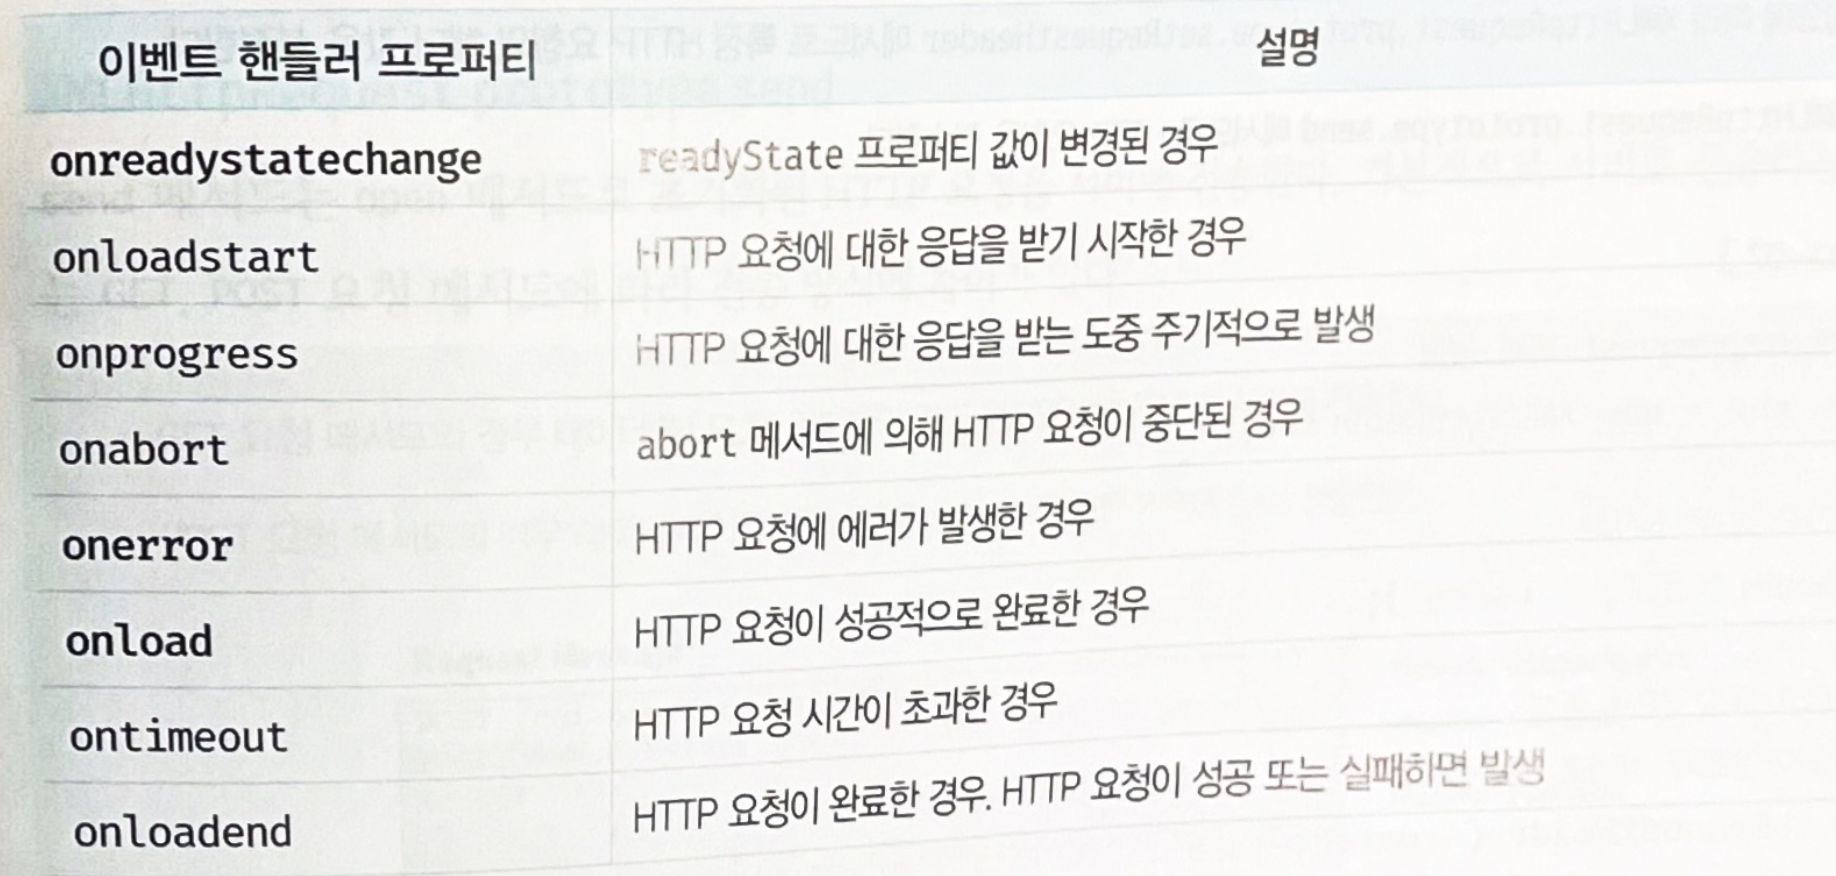 이벤트 핸들러 프로퍼티 설명
onreadystatechange readyState 프로퍼티 값이 변경된 경우
onloadstart HTTP 요청에 대한 응답을 받기 시작한 경우
onprogress HTTP 요청에 대한 응답을 받는 도중 주기적으로 발생
onabort abort 메서드에 의해 HTTP 요청이 중단된 경우
onerror HTTP 요청에 에러가 발생한 경우
onload HTTP 요청이 성공적으로 완료한 경우
ontimeout HTTP 요청 시간이 초과한 경우
onloadend HTTP 요청이 완료한 경우. HTTP 요청이 성공 또는 실패하면 발생